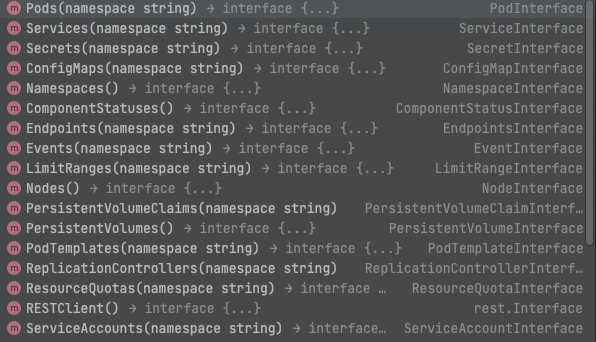 m Pods(namespace string) → interface {...} PodInterface
m Services(namespace string) → interface {...} ServiceInterface
m Secrets(namespace string) → interface {...} SecretInterface
m ConfigMaps(namespace string) → interface {...} ConfigMapInterface
m Namespaces() → interface {...} NamespaceInterface
m ComponentStatuses() → interface {...} ComponentStatusInterface
m Endpoints(namespace string) → interface {...} EndpointsInterface
m Events(namespace string) → interface {...} EventInterface
m LimitRanges(namespace string) → interface {...} LimitRangeInterface
m Nodes() → interface {...} NodeInterface
m PersistentVolumeClaims(namespace string) PersistentVolumeClaimInterf…
m PersistentVolumes() → interface {...} PersistentVolumeInterface
m PodTemplates(namespace string) → interface {...} PodTemplateInterface
m ReplicationControllers(namespace string) ReplicationControllerInterf…
m ResourceQuotas(namespace string) → interface … ResourceQuotaInterface
m RESTClient() → interface {...} rest.Interface
m ServiceAccounts(namespace string) → interface… ServiceAccountInterface